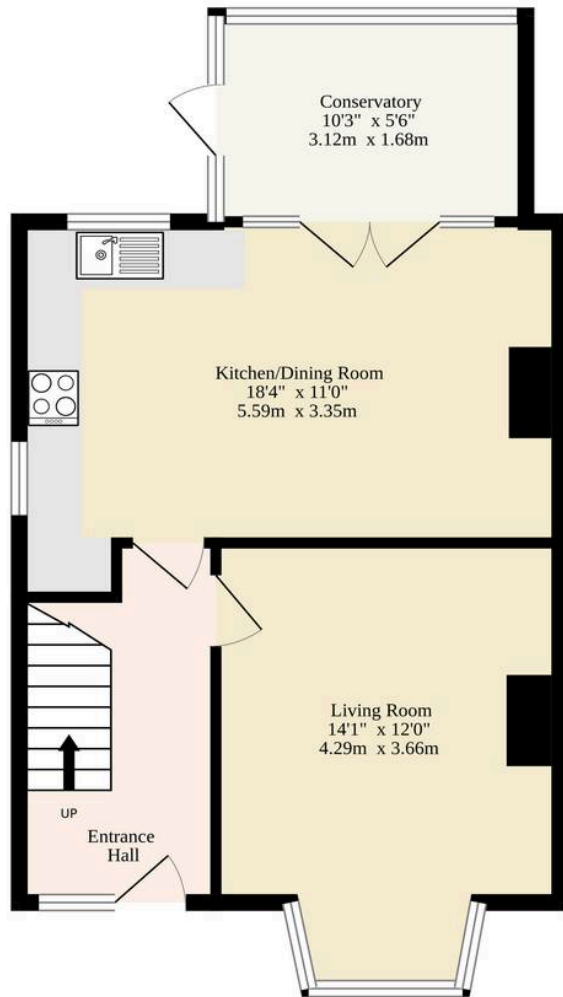 Conservatory
10'3" x 5'6"
3.12m x 1.68m
Kitchen/Dining Room
18'4" x 11'0"
5.59m x 3.35m
Living Room
14'1" x 12'0"
4.29m x 3.66m
UP
Entrance
Hall